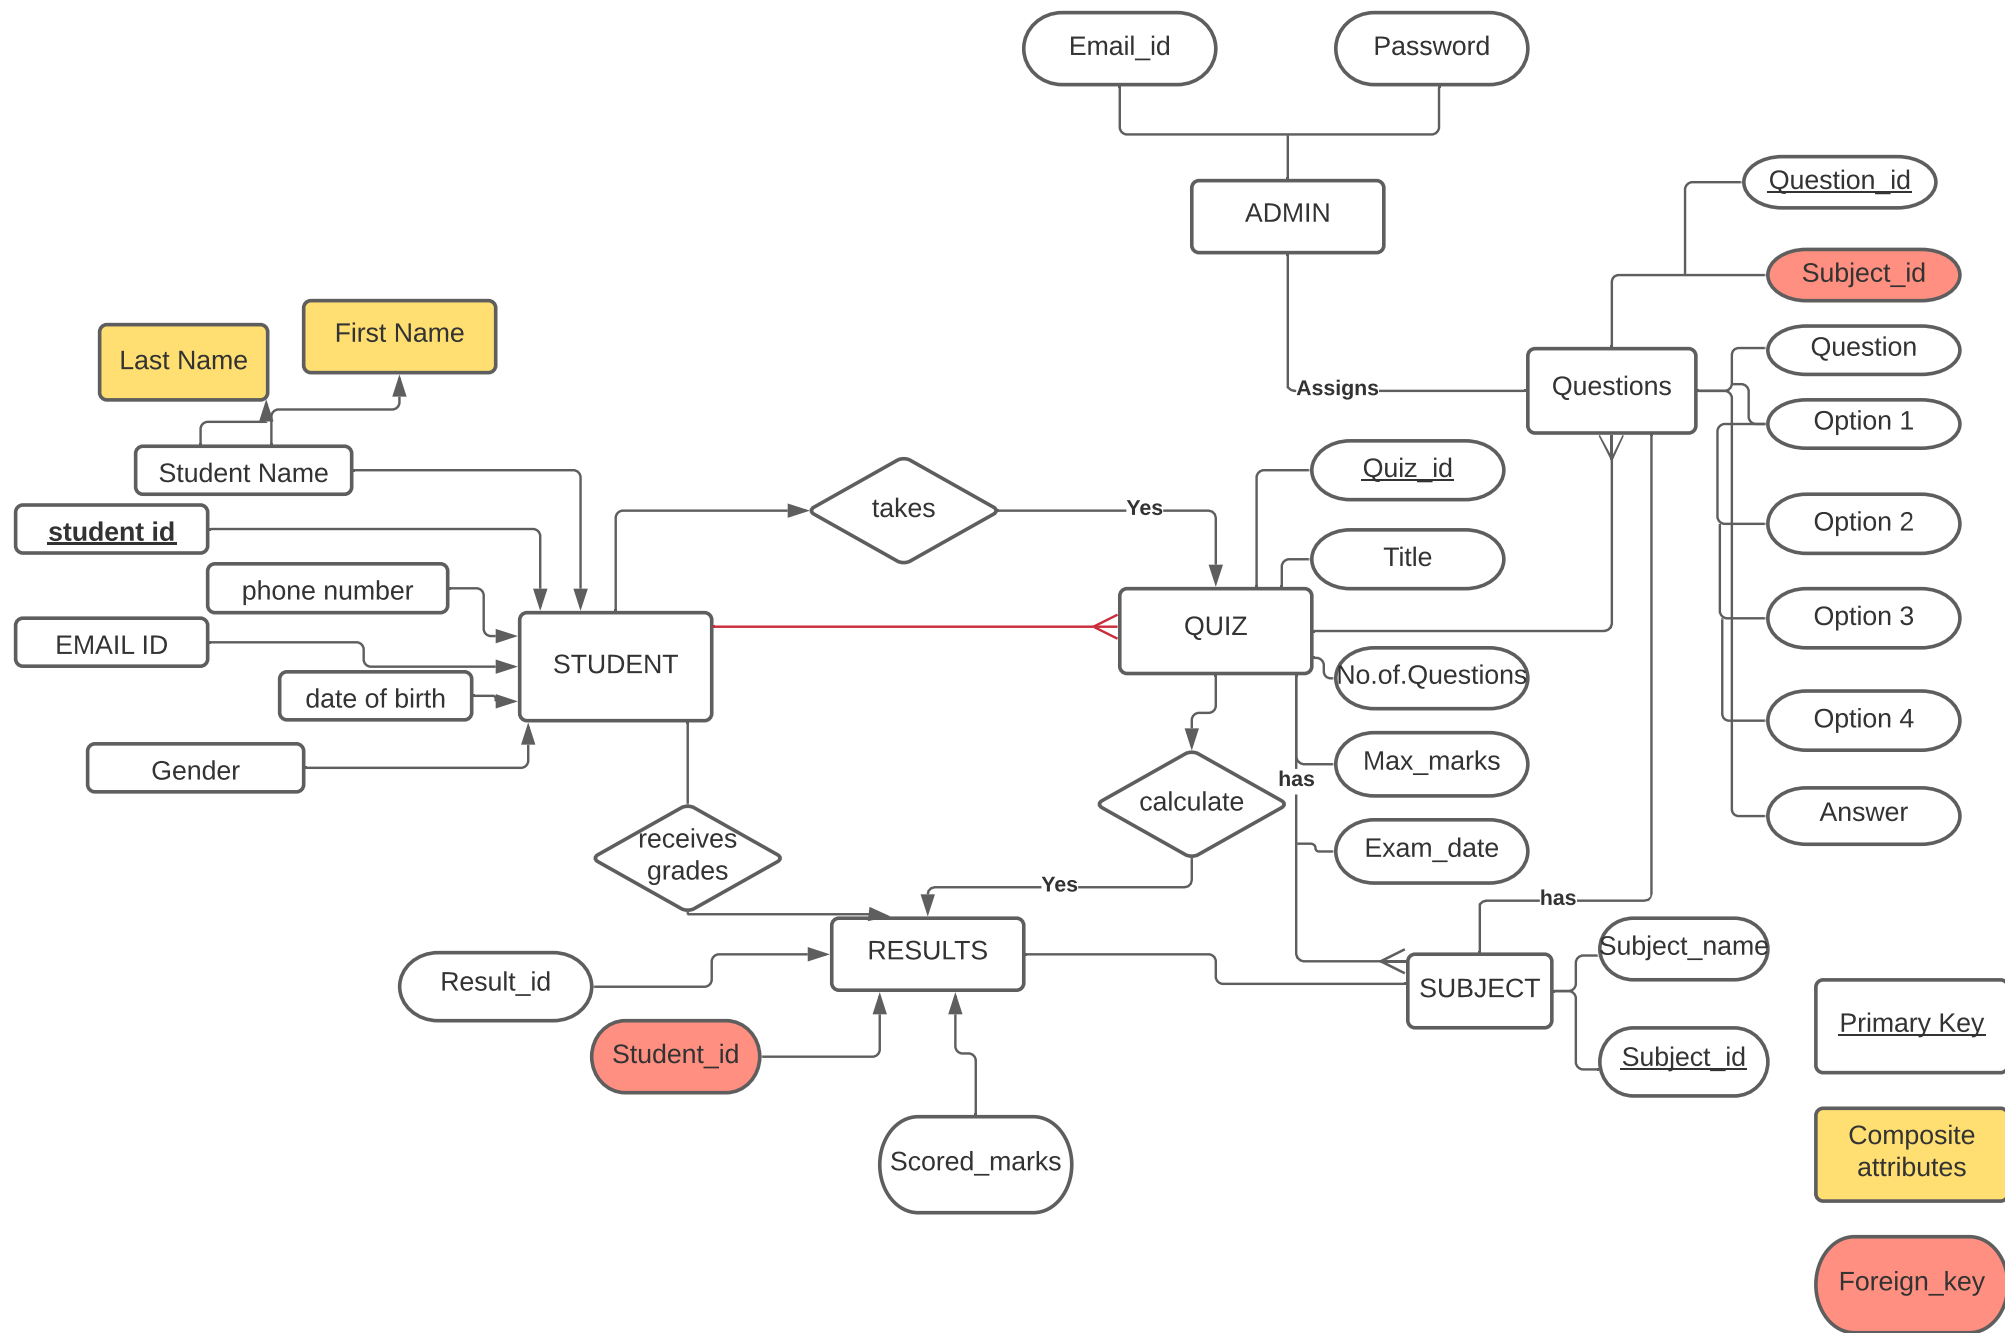 Email_id
Password
ADMIN
Question_id
Subject_id
First Name
Last Name
Question
Questions
Assigns
Option 1
Student Name
Quiz_id
takes
Yes
student id
Option 2
Title
phone number
Option 3
QUIZ
EMAIL ID
STUDENT
No.of.Questions
date of birth
Option 4
Max_marks
Gender
has
calculate
Answer
receives
grades
Exam_date
Yes
has
RESULTS
Subject_name
Result_id
SUBJECT
Primary Key
Student_id
Subject_id
Composite
attributes
Scored_marks
Foreign_key